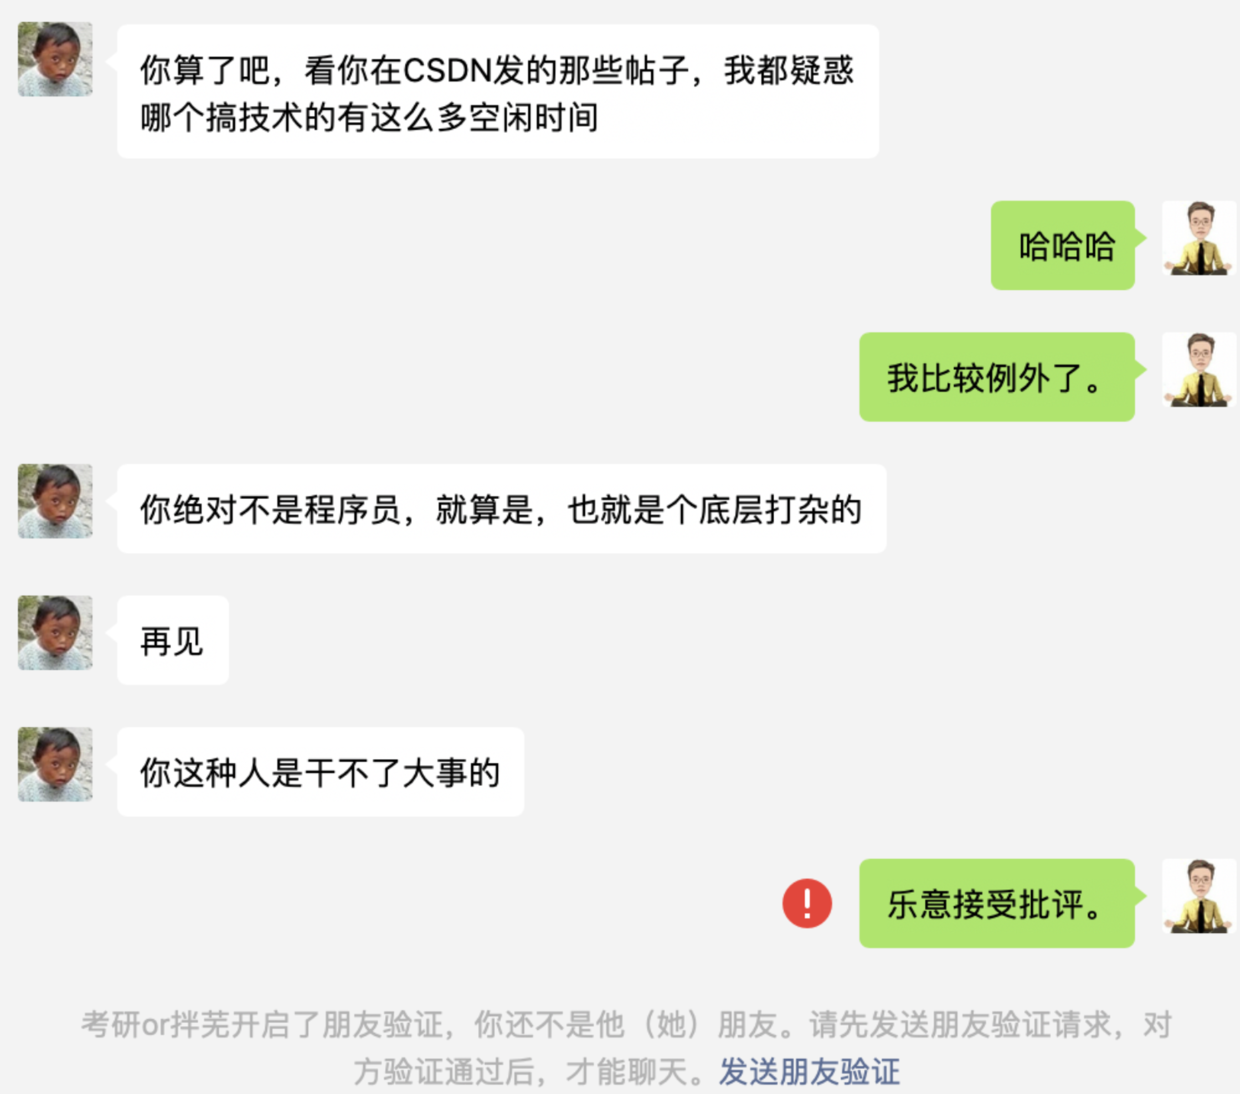 你算了吧，看你在CSDN发的那些帖子，我都疑惑
哪个搞技术的有这么多空闲时间
哈哈哈
我比较例外了。
你绝对不是程序员，就算是，也就是个底层打杂的
再见
你这种人是干不了大事的
乐意接受批评。
考研or拌芜开启了朋友验证，你还不是他（她）朋友。请先发送朋友验证请求，对
方验证通过后，才能聊天。发送朋友验证